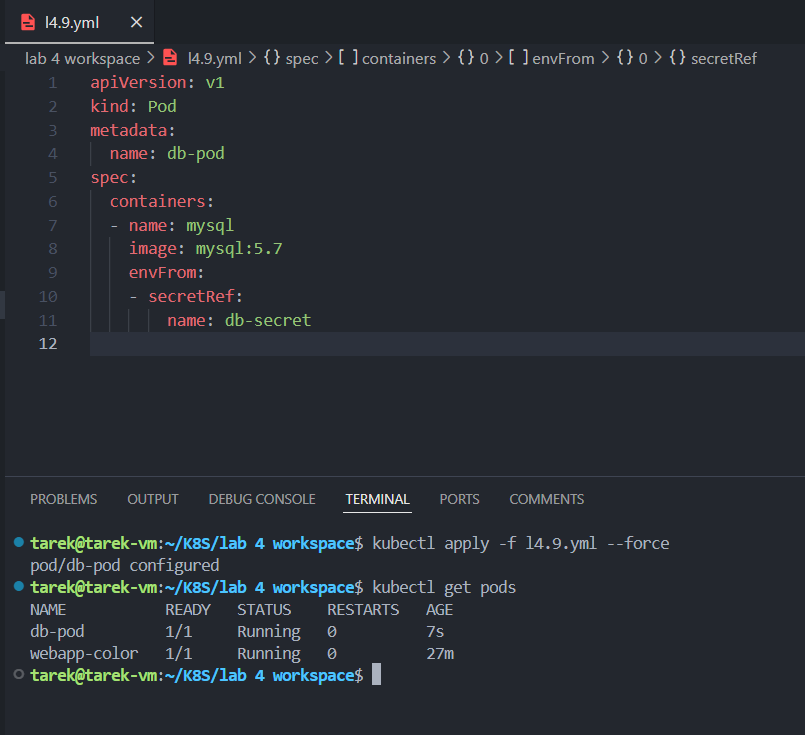 l4.9.yml
lab 4 workspace > l4.9.yml > {} spec > [ ] containers > {} 0 > [ ] envFrom > {} 0 > {} secretRef
1 apiVersion: v1
2 kind: Pod
3 metadata:
4   name: db-pod
5 spec:
6   containers:
7   - name: mysql
8     image: mysql:5.7
9     envFrom:
10     - secretRef:
11         name: db-secret
12
PROBLEMS OUTPUT DEBUG CONSOLE TERMINAL PORTS COMMENTS
tarek@tarek-vm:~/K8S/lab 4 workspace$ kubectl apply -f l4.9.yml --force
pod/db-pod configured
tarek@tarek-vm:~/K8S/lab 4 workspace$ kubectl get pods
NAME READY STATUS RESTARTS AGE
db-pod 1/1 Running 0 7s
webapp-color 1/1 Running 0 27m
tarek@tarek-vm:~/K8S/lab 4 workspace$